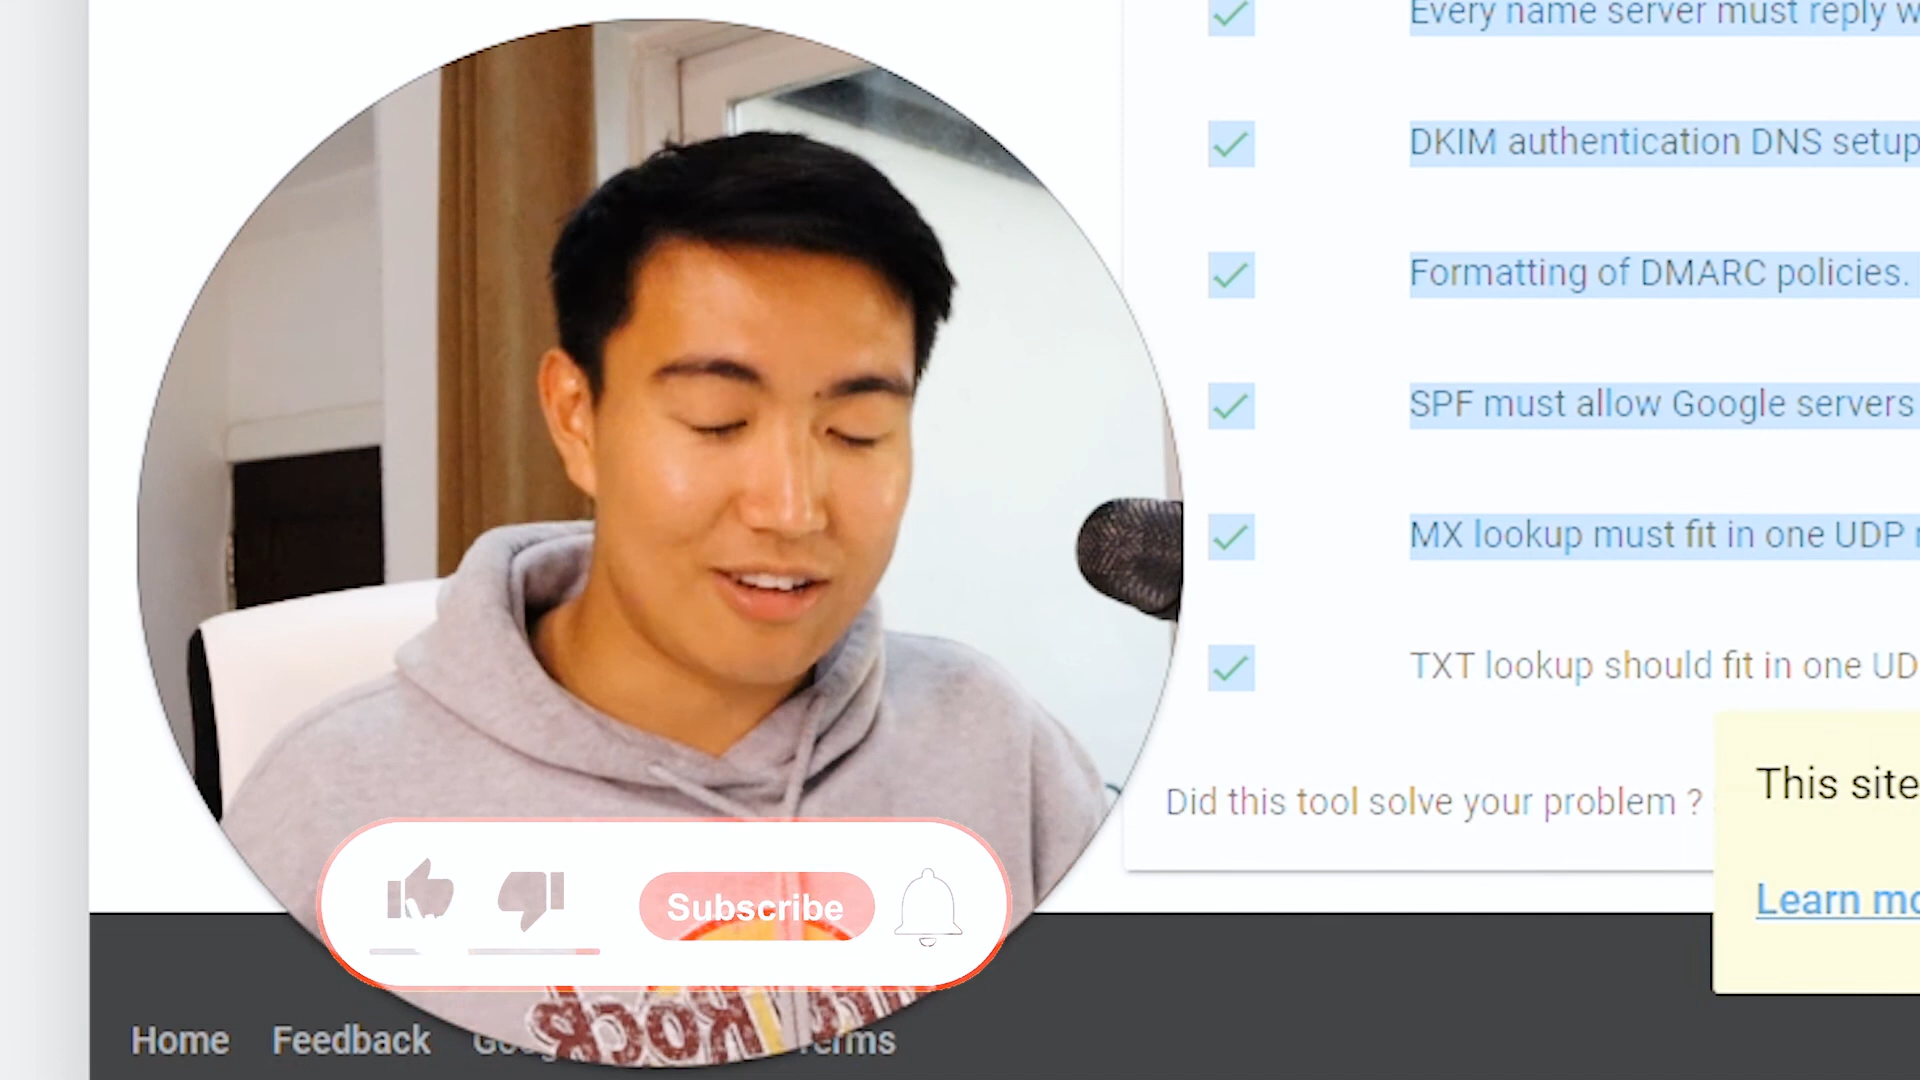 Every name server must reply w
DKIM authentication DNS setup
Formatting of DMARC policies.
SPF must allow Google servers
MX lookup must fit in one UDP
TXT lookup should fit in one UD
Did this tool solve your problem ?
This site
Learn mo
Subscribe
Home Feedback